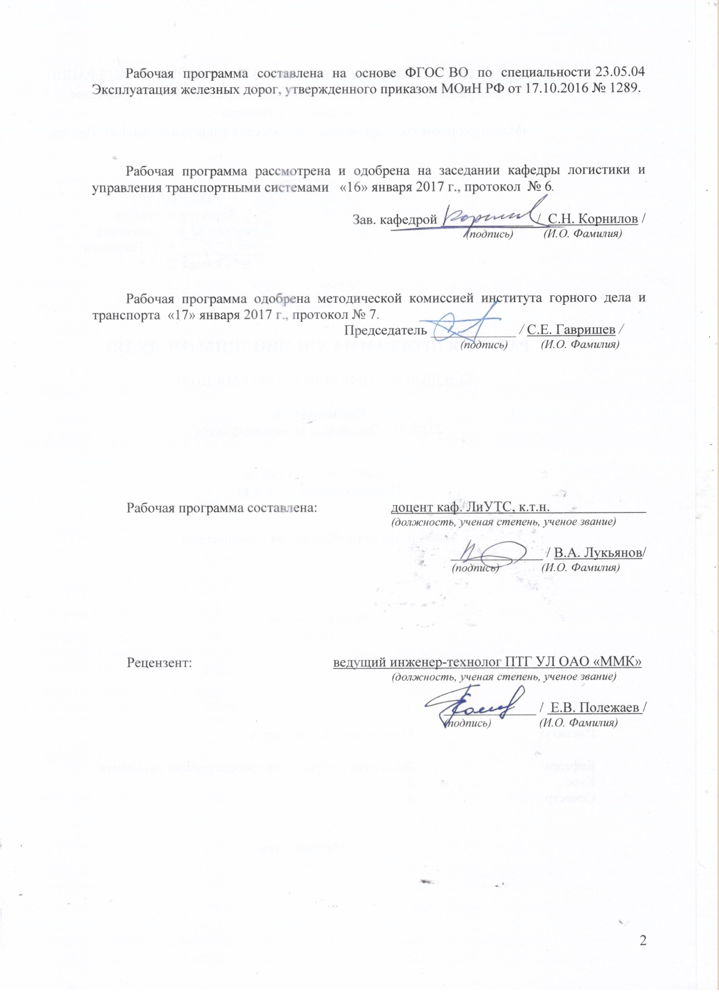 Рабочая программа составлена на основе ФГОС ВО по специальности 23.05.04
Эксплуатация железных дорог, утвержденного приказом МОиН РФ от 17.10.2016 № 1289.
Рабочая программа рассмотрена и одобрена на заседании кафедры логистики и
управления транспортными системами «16» января 2017 г., протокол № 6.
Зав. кафедрой / С.Н. Корнилов /
(подпись) (И.О. Фамилия)
Рабочая программа одобрена методической комиссией института горного дела и
транспорта «17» января 2017 г., протокол № 7.
Председатель / С.Е. Гавришев /
(подпись) (И.О. Фамилия)
Рабочая программа составлена: доцент каф. ЛиУТС, к.т.н.
(должность, ученая степень, ученое звание)
/ В.А. Лукьянов/
(подпись) (И.О. Фамилия)
Рецензент: ведущий инженер-технолог ПТГ УЛ ОАО «ММК»
(должность, ученая степень, ученое звание)
/ Е.В. Полежаев /
(подпись) (И.О. Фамилия)
2